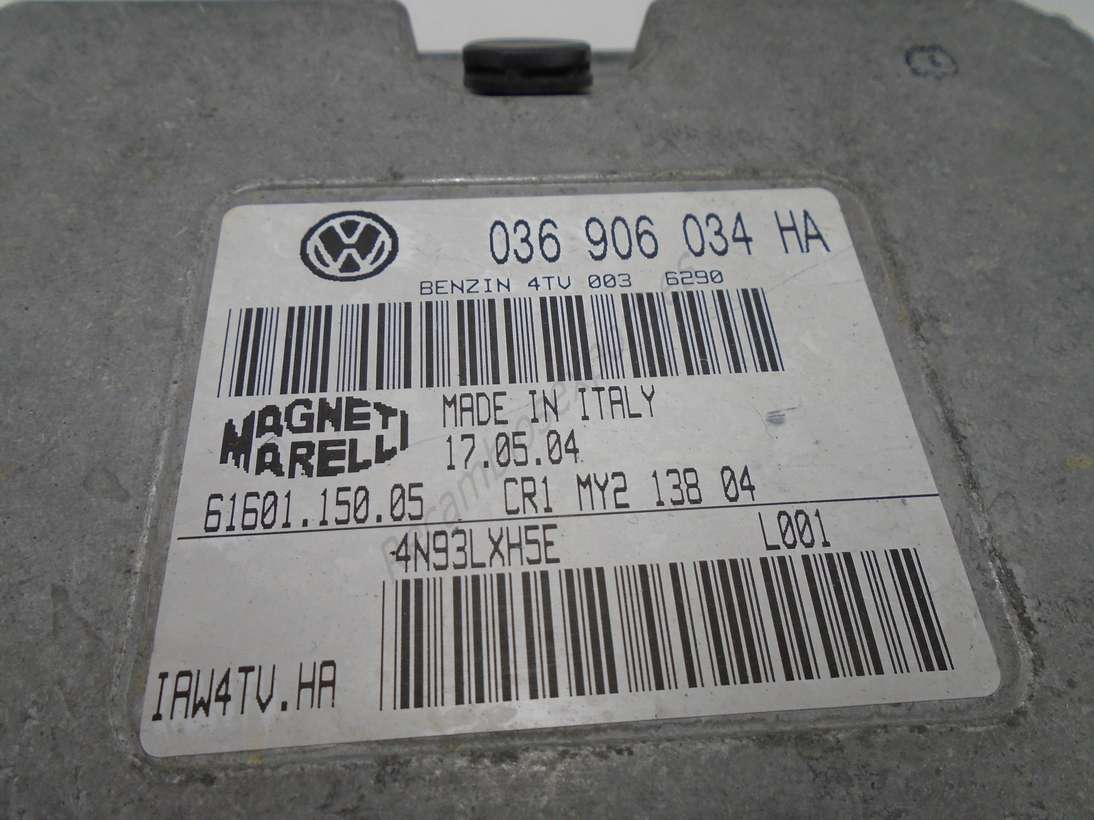 036 906 034 HA
BENZIN 4TV 003 6290
MAGNETI MARELLI
MADE IN ITALY
17.05.04
61601.150.05 CR1 MY2 138 04
4N93LXH5E L001
IAW4TV.HA